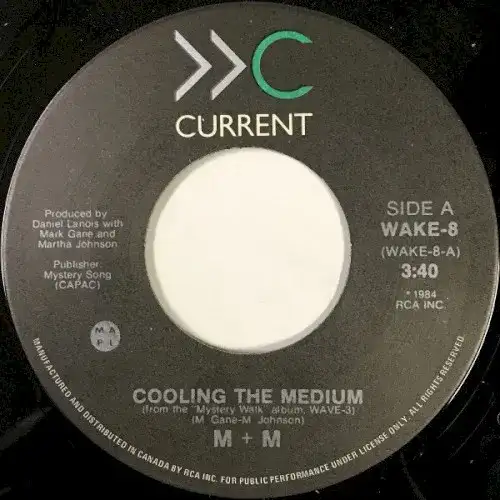 CURRENT
Produced by
Daniel Lanois with
Mark Gane and
Martha Johnson
Publisher:
Mystery Song
(CAPAC)
SIDE A
WAKE-8
(WAKE-8-A)
3:40
* 1984
RCA INC.
M A
P L
COOLING THE MEDIUM
(from the "Mystery Walk" album, WAVE-3)
(M Gane-M Johnson)
M + M
MANUFACTURED AND DISTRIBUTED IN CANADA BY RCA INC. FOR PUBLIC PERFORMANCE UNDER LICENSE ONLY. ALL RIGHTS RESERVED.